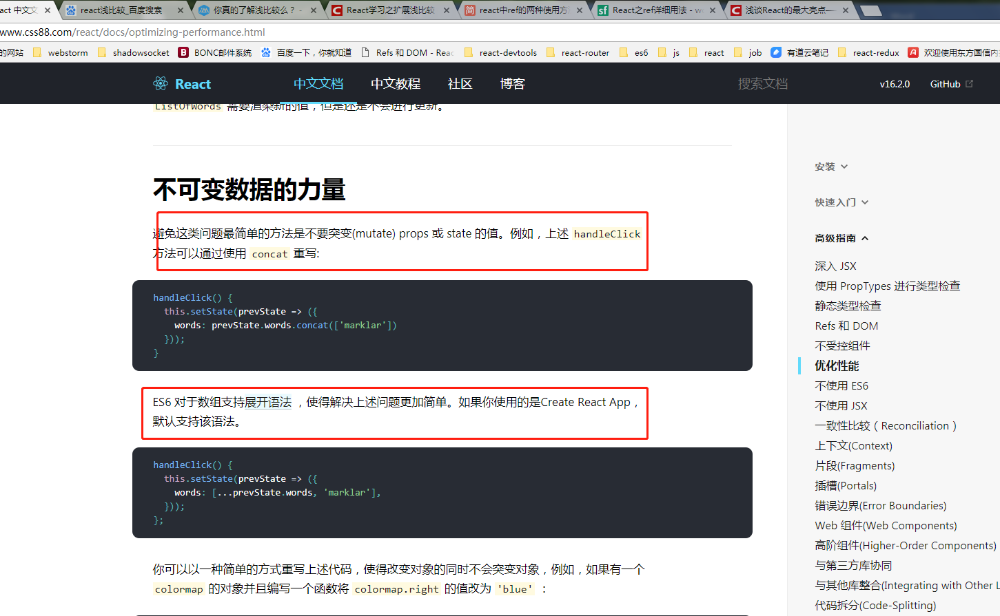 act 中文文
react浅比较_百度搜索
你真的了解浅比较么？ -
React学习之扩展浅比较
react中ref的两种使用方
React之ref详细用法 - w
浅谈React的最大亮点—
www.css88.com/react/docs/optimizing-performance.html
的网站
webstorm
shadowsocket
BONC邮件系统
百度一下，你就知道
Refs 和 DOM - Reac
react-devtools
react-router
es6
js
react
job
有道云笔记
react-redux
欢迎使用东方国信内
React
中文文档
中文教程
社区
博客
搜索文档
v16.2.0
GitHub
ListOfWords 需要渲染新的值，但是还是不会进行更新。
不可变数据的力量
避免这类问题最简单的方法是不要突变(mutate) props 或 state 的值。例如，上述 handleClick
方法可以通过使用 concat 重写:
handleClick() {
this.setState(prevState => ({
words: prevState.words.concat(['marklar'])
}));
}
ES6 对于数组支持展开语法 ，使得解决上述问题更加简单。如果你使用的是Create React App，
默认支持该语法。
handleClick() {
this.setState(prevState => ({
words: [...prevState.words, 'marklar'],
}));
};
你可以以一种简单的方式重写上述代码，使得改变对象的同时不会突变对象，例如，如果有一个
colormap 的对象并且编写一个函数将 colormap.right 的值改为 'blue' ：
安装
快速入门
高级指南
深入 JSX
使用 PropTypes 进行类型检查
静态类型检查
Refs 和 DOM
不受控组件
优化性能
不使用 ES6
不使用 JSX
一致性比较（Reconciliation）
上下文(Context)
片段(Fragments)
插槽(Portals)
错误边界(Error Boundaries)
Web 组件(Web Components)
高阶组件(Higher-Order Components)
与第三方库协同
与其他库整合(Integrating with Other L
代码拆分(Code-Splitting)